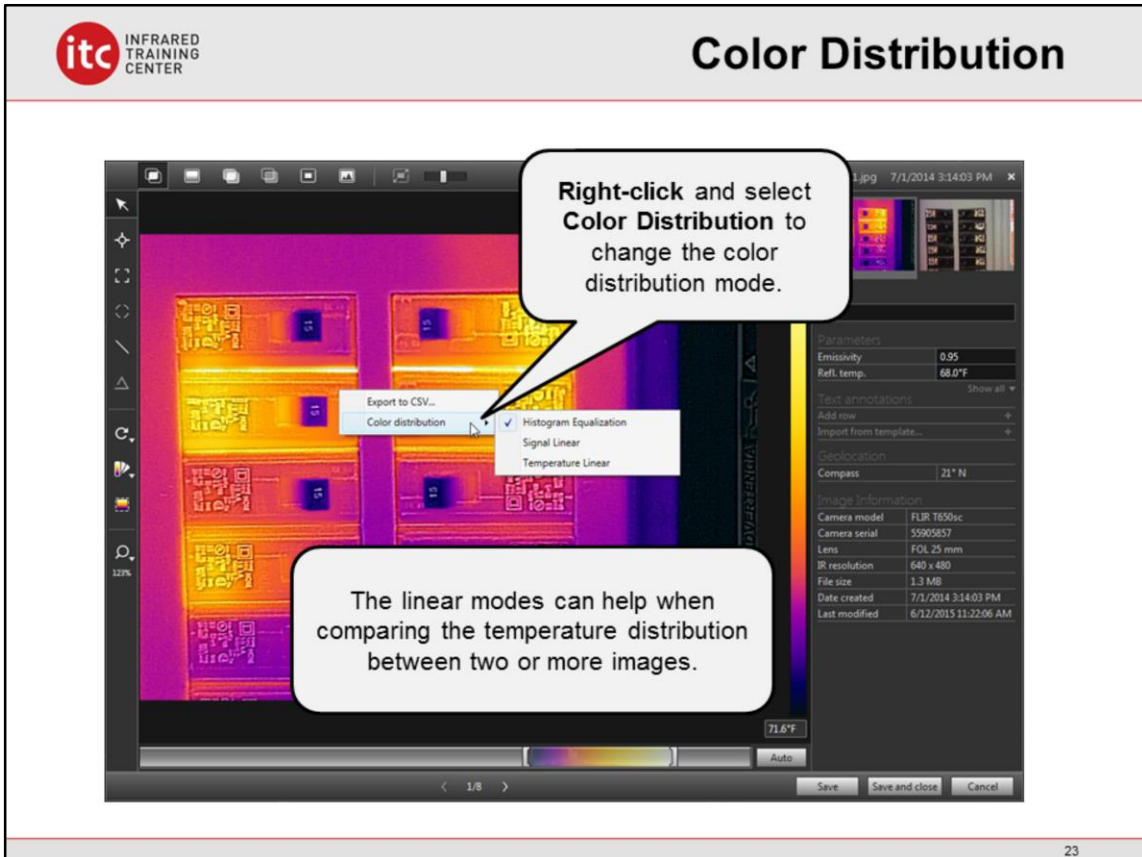 itc INFRARED
TRAINING
CENTER
Color Distribution
1.jpg 7/1/2014 3:14:03 PM
Right-click and select
Color Distribution to
change the color
distribution mode.
Parameters
Emissivity 0.95
Refl. temp. 68.0°F
Show all
Text annotations
Add row +
Import from template... +
Geolocation
Compass 21° N
Image Information
Camera model FLIR T650sc
Camera serial 55905857
Lens FOL 25 mm
IR resolution 640 x 480
File size 1.3 MB
Date created 7/1/2014 3:14:03 PM
Last modified 6/12/2015 11:22:06 AM
15
15
15
15
15
Export to CSV...
Color distribution
Histogram Equalization
Signal Linear
Temperature Linear
123%
The linear modes can help when
comparing the temperature distribution
between two or more images.
71.6°F
Auto
1/8
Save
Save and close
Cancel
23